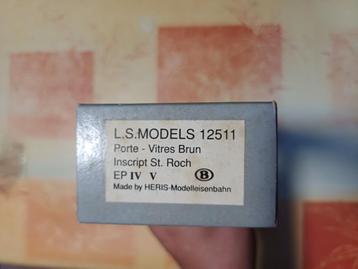 L.S.MODELS 12511
Porte - Vitres Brun
Inscript St. Roch
EP IV V B
Made by HERIS-Modelleisenbahn